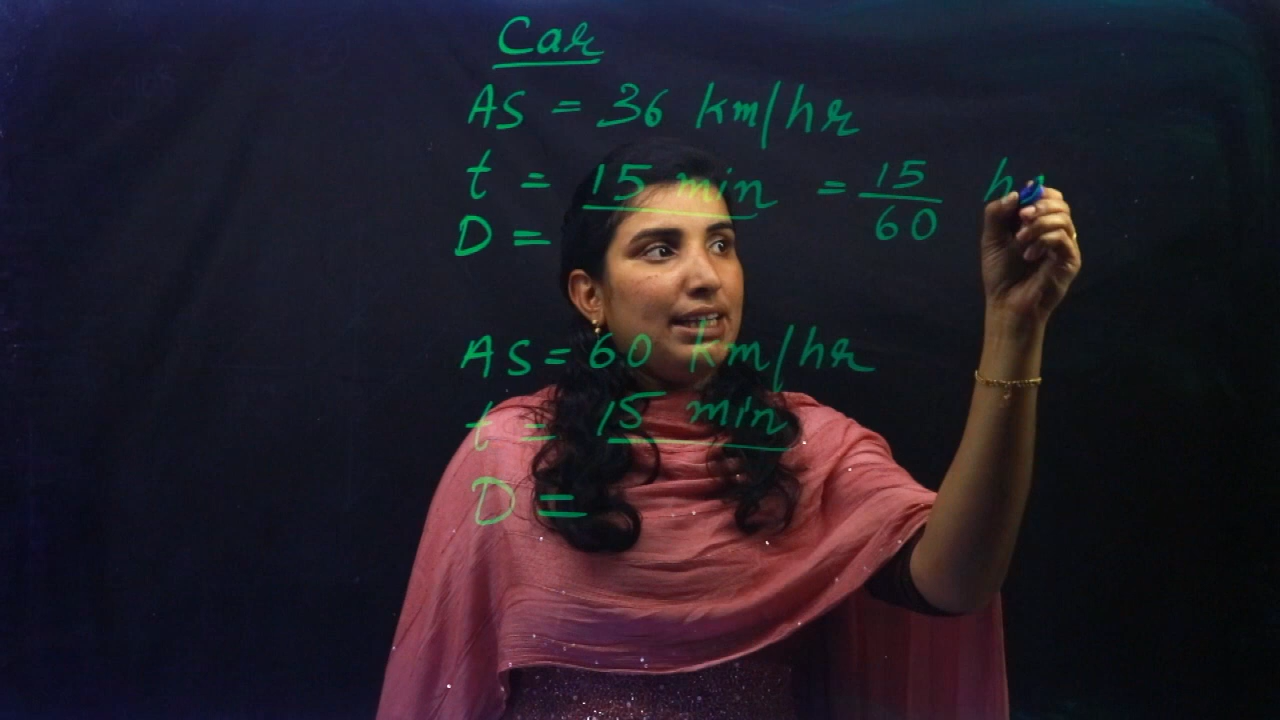 Car
AS = 36 km/hr
t = 15 min = 15/60 hr
D =
AS = 60 km/hr
t = 15 min
D =